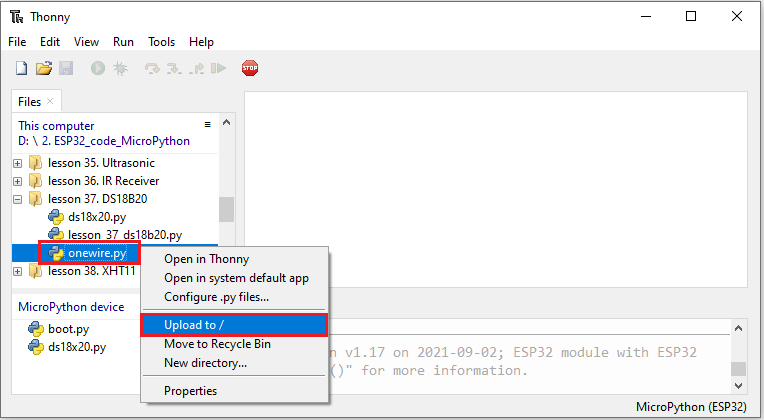 Thonny
File Edit View Run Tools Help
STOP
Files
This computer
D: \ 2. ESP32_code_MicroPython
lesson 35. Ultrasonic
lesson 36. IR Receiver
lesson 37. DS18B20
ds18x20.py
lesson_37_ds18b20.py
onewire.py
lesson 38. XHT11
Open in Thonny
Open in system default app
Configure .py files...
Upload to /
Move to Recycle Bin
New directory...
Properties
MicroPython device
boot.py
ds18x20.py
n v1.17 on 2021-09-02; ESP32 module with ESP32
()" for more information.
MicroPython (ESP32)